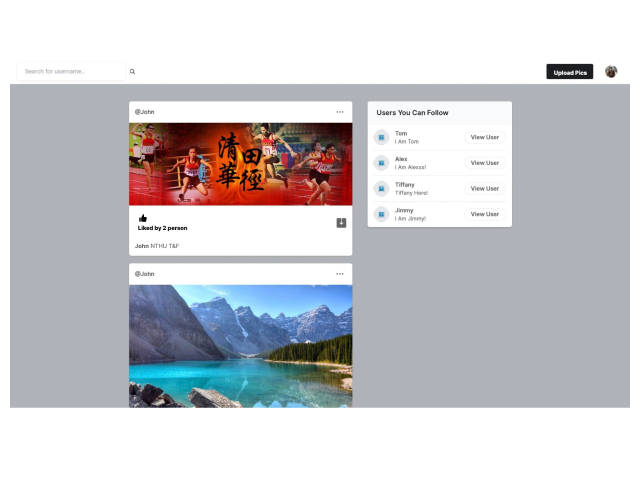 Search for username..
Upload Pics
@John
清華
田徑
Liked by 2 person
John NTHU T&F
@John
Users You Can Follow
Tom
I Am Tom
View User
Alex
I Am Alexss!
View User
Tiffany
Tiffany Here!
View User
Jimmy
I Am Jimmy!
View User